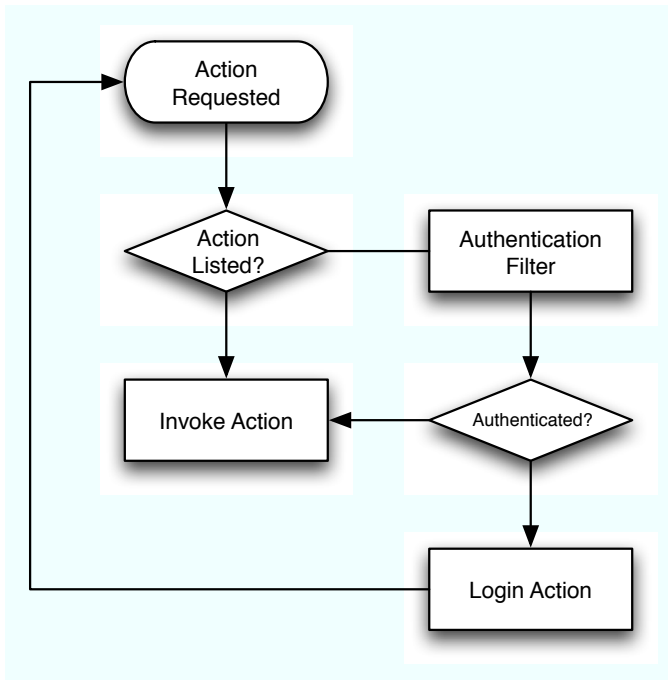 Action
Requested
Action
Listed?
Authentication
Filter
Invoke Action
Authenticated?
Login Action